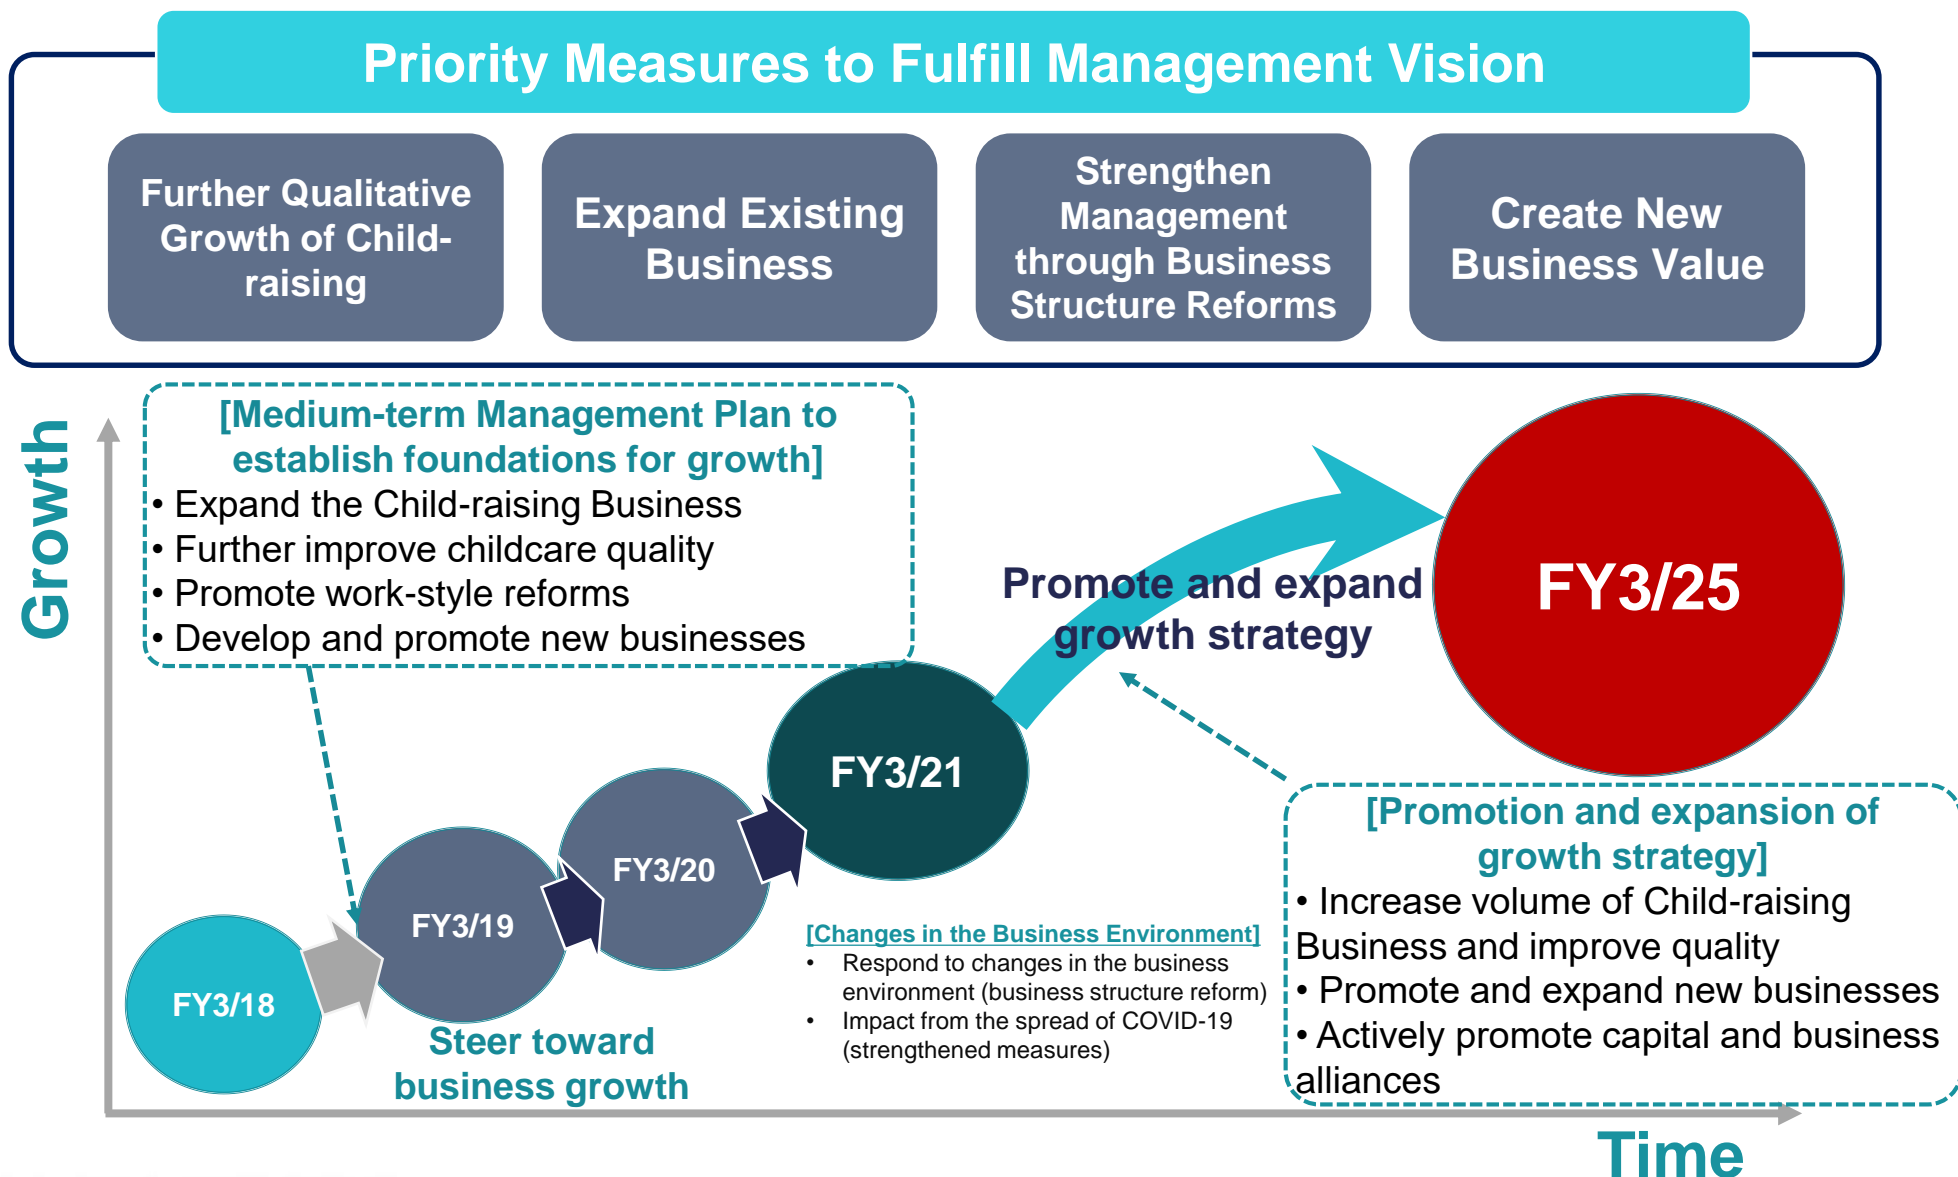 Priority Measures to Fulfill Management Vision
Further Qualitative
Growth of Child-
raising
Expand Existing
Business
Strengthen
Management
through Business
Structure Reforms
Create New
Business Value
Growth
[Medium-term Management Plan to
establish foundations for growth]
• Expand the Child-raising Business
• Further improve childcare quality
• Promote work-style reforms
• Develop and promote new businesses
Promote and expand
growth strategy
FY3/25
FY3/21
FY3/20
FY3/19
FY3/18
Steer toward
business growth
[Changes in the Business Environment]
• Respond to changes in the business
environment (business structure reform)
• Impact from the spread of COVID-19
(strengthened measures)
[Promotion and expansion of
growth strategy]
• Increase volume of Child-raising
Business and improve quality
• Promote and expand new businesses
• Actively promote capital and business
alliances
Time